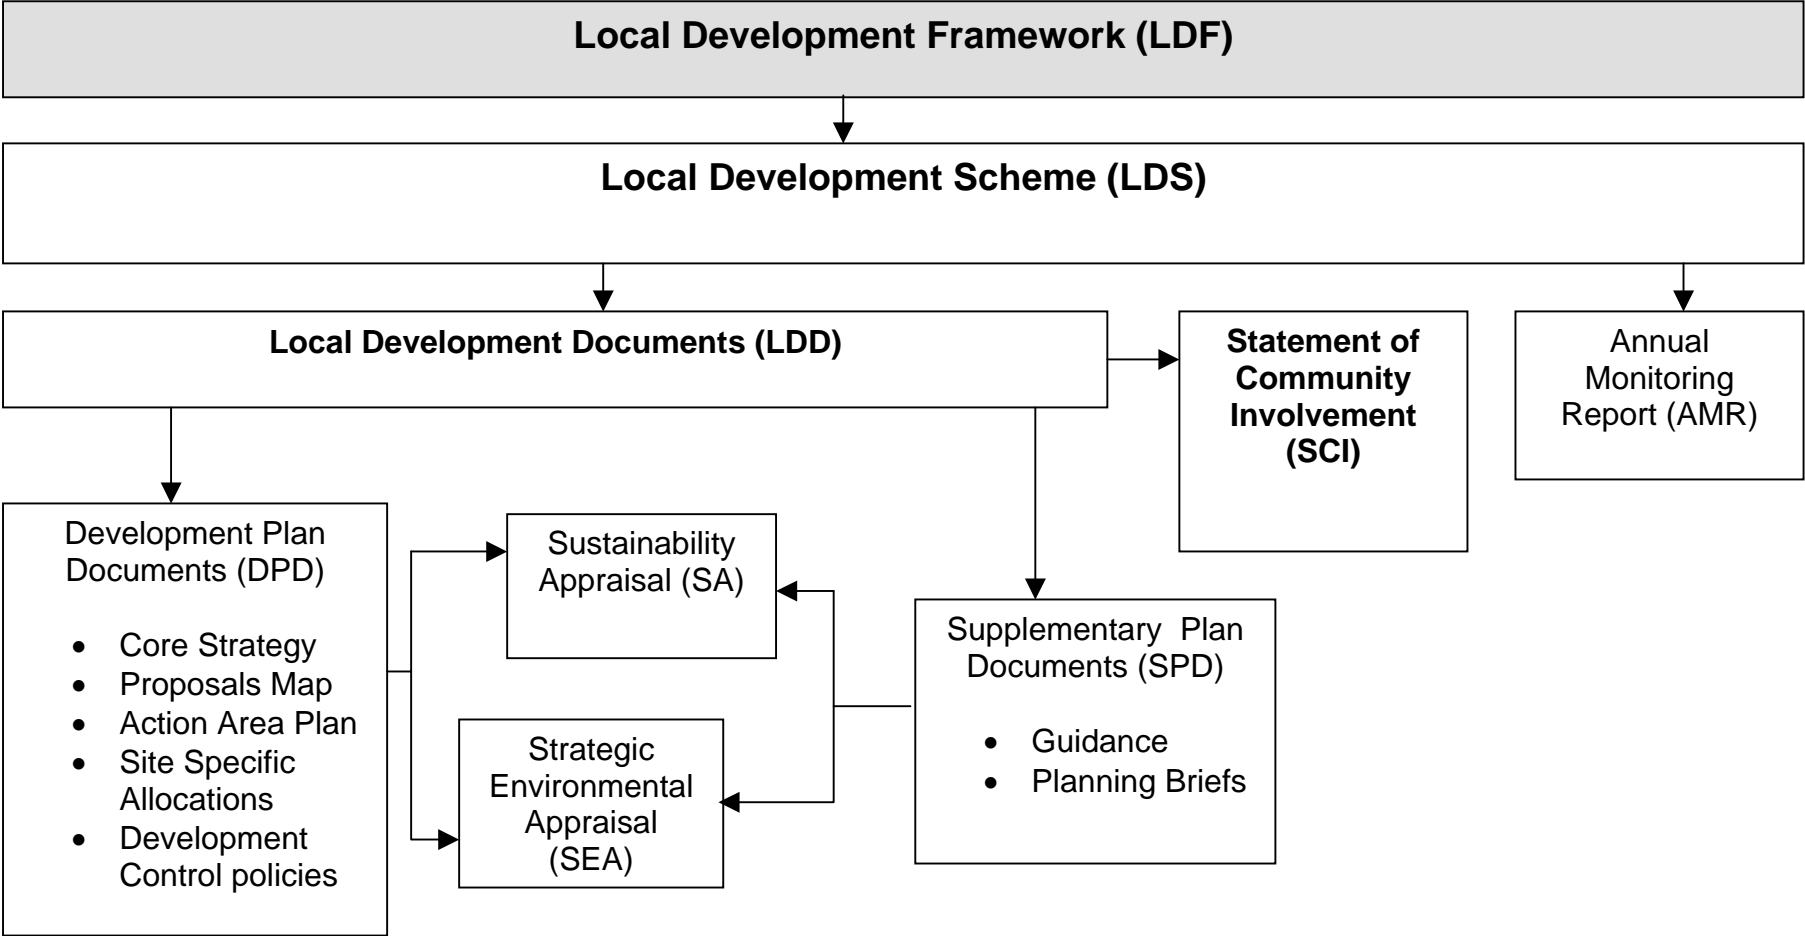 Local Development Framework (LDF)
Local Development Scheme (LDS)
Local Development Documents (LDD)
Statement of
Community
Involvement
(SCI)
Annual
Monitoring
Report (AMR)
Development Plan
Documents (DPD)
• Core Strategy
• Proposals Map
• Action Area Plan
• Site Specific
Allocations
• Development
Control policies
Sustainability
Appraisal (SA)
Strategic
Environmental
Appraisal
(SEA)
Supplementary Plan
Documents (SPD)
• Guidance
• Planning Briefs